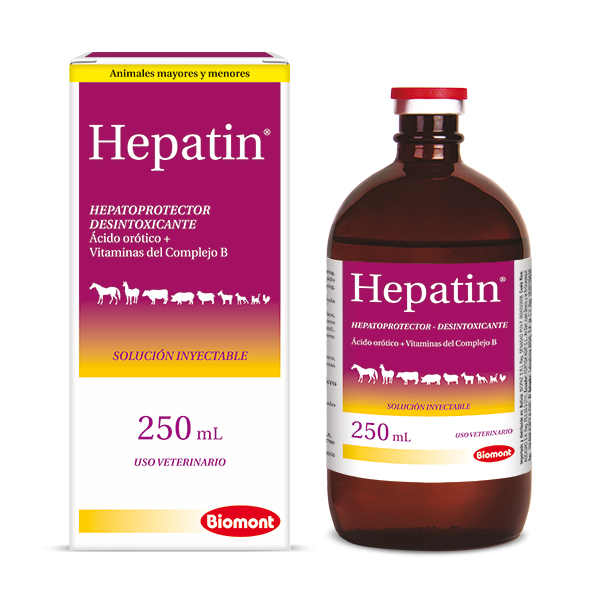 Animales mayores y menores
Hepatin®
HEPATOPROTECTOR
DESINTOXICANTE
Ácido orótico +
Vitaminas del Complejo B
SOLUCIÓN INYECTABLE
250 mL
USO VETERINARIO
Biomont
Hepatin®
HEPATOPROTECTOR - DESINTOXICANTE
Ácido orótico + Vitaminas del Complejo B
SOLUCIÓN INYECTABLE
250 mL
USO VETERINARIO
Biomont